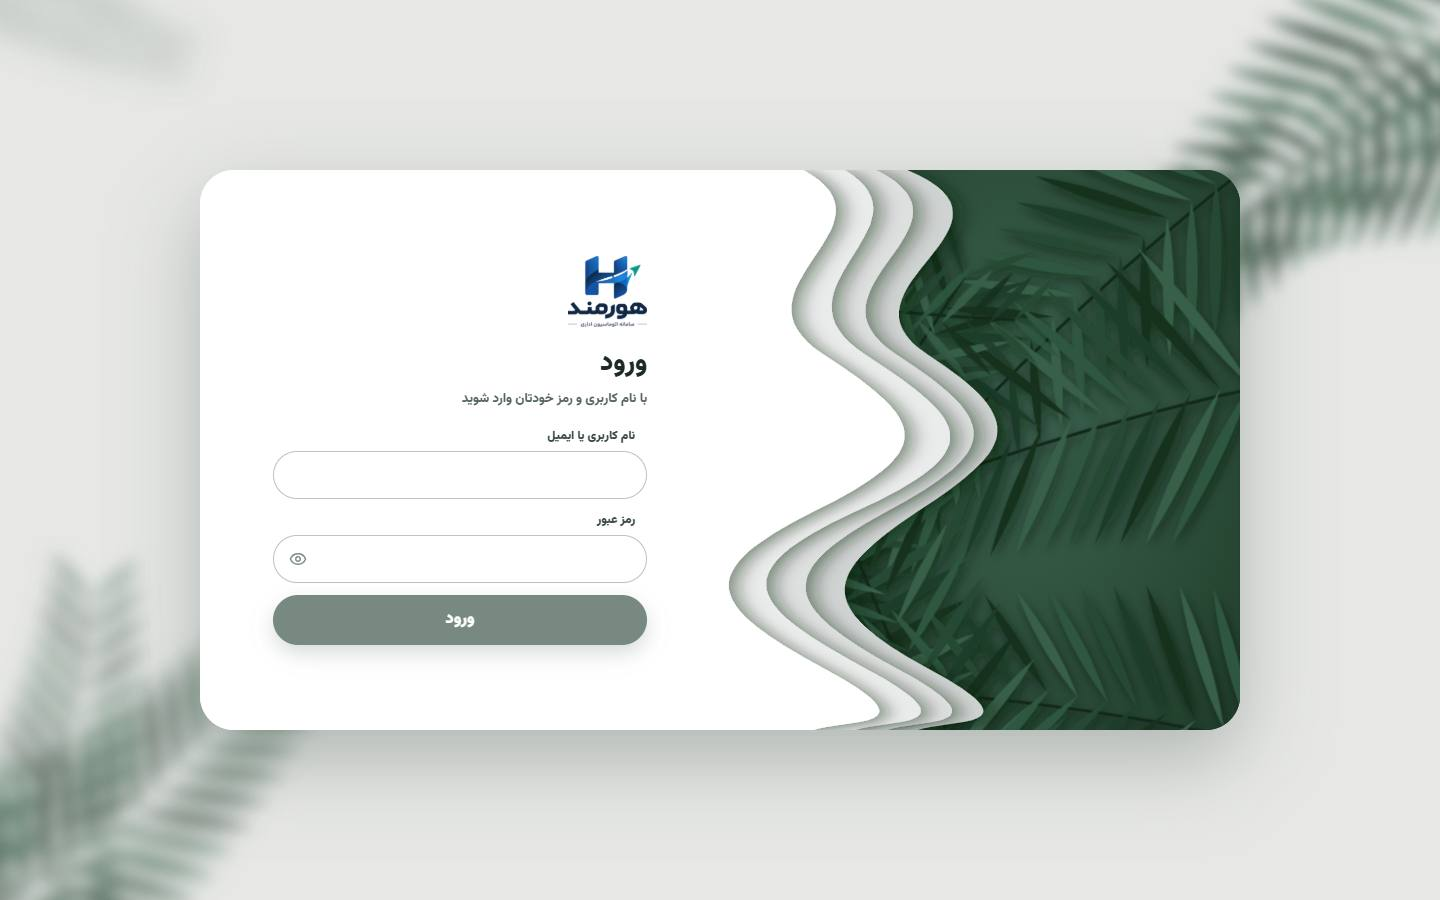 هورمند
سامانه اتوماسیون اداری
ورود
با نام کاربری و رمز خودتان وارد شوید
نام کاربری یا ایمیل
رمز عبور
ورود